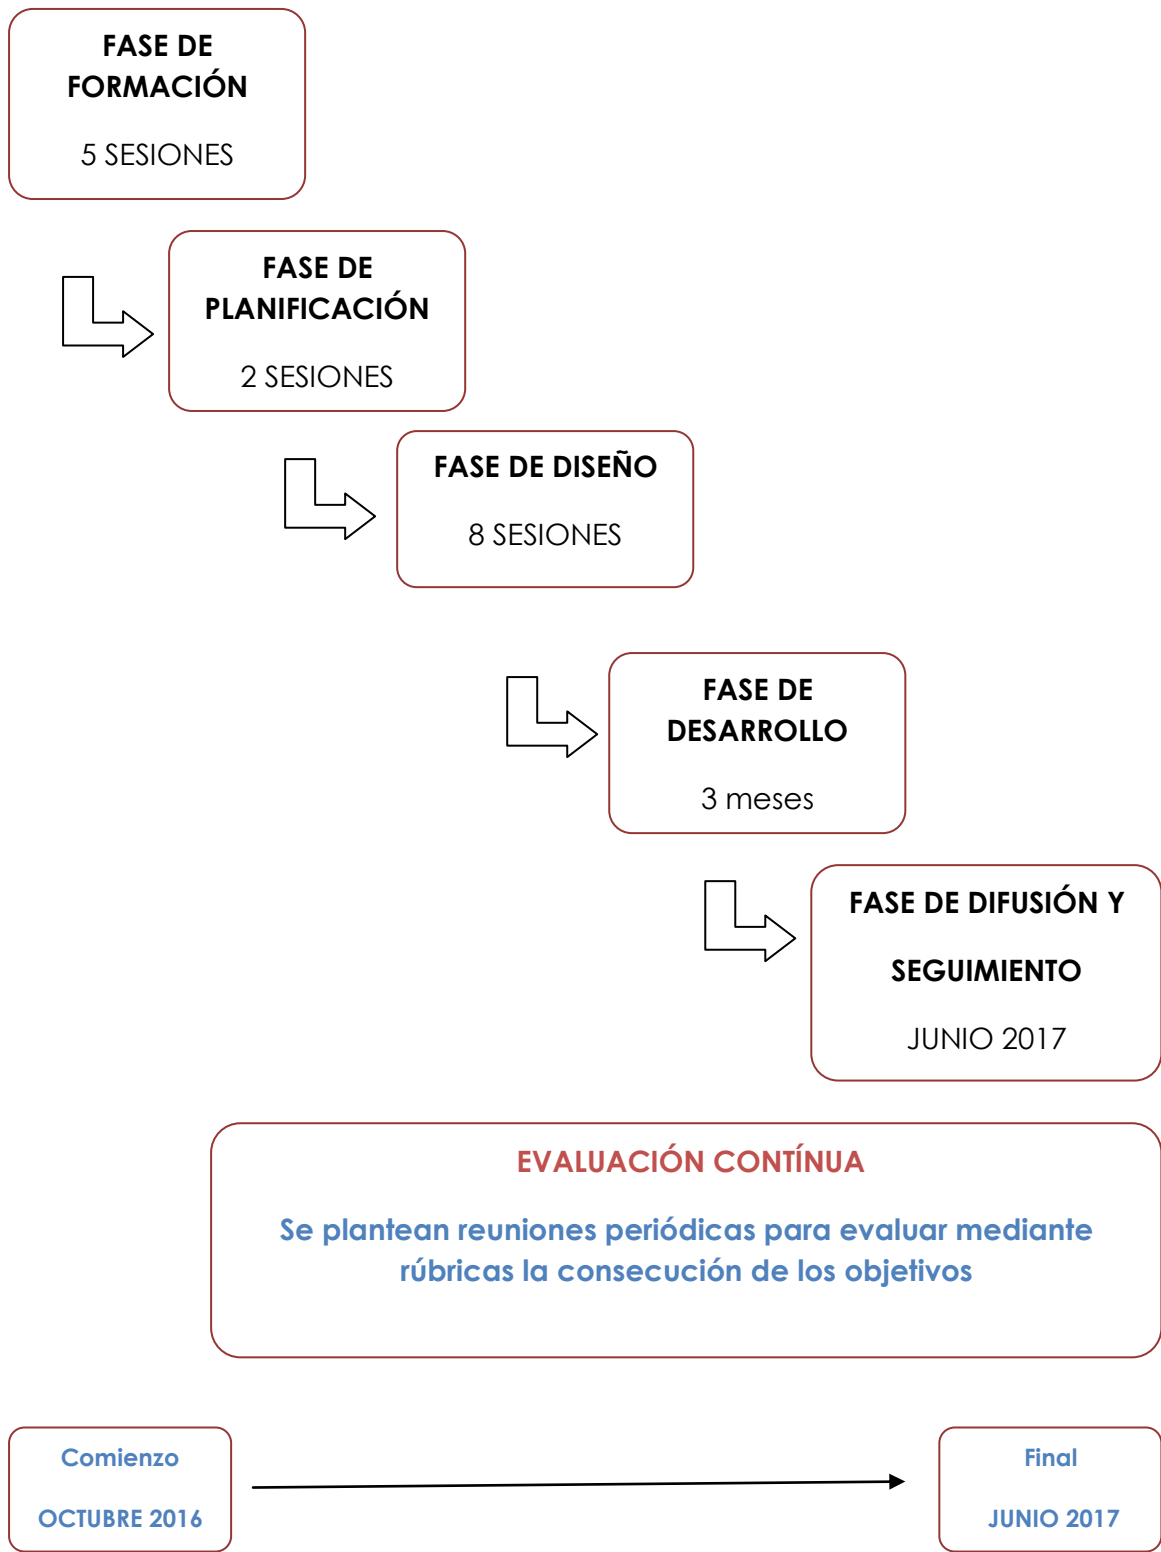 FASE DE
FORMACIÓN
5 SESIONES
FASE DE
PLANIFICACIÓN
2 SESIONES
FASE DE DISEÑO
8 SESIONES
FASE DE
DESARROLLO
3 meses
FASE DE DIFUSIÓN Y
SEGUIMIENTO
JUNIO 2017
EVALUACIÓN CONTÍNUA
Se plantean reuniones periódicas para evaluar mediante
rúbricas la consecución de los objetivos
Comienzo
OCTUBRE 2016
Final
JUNIO 2017